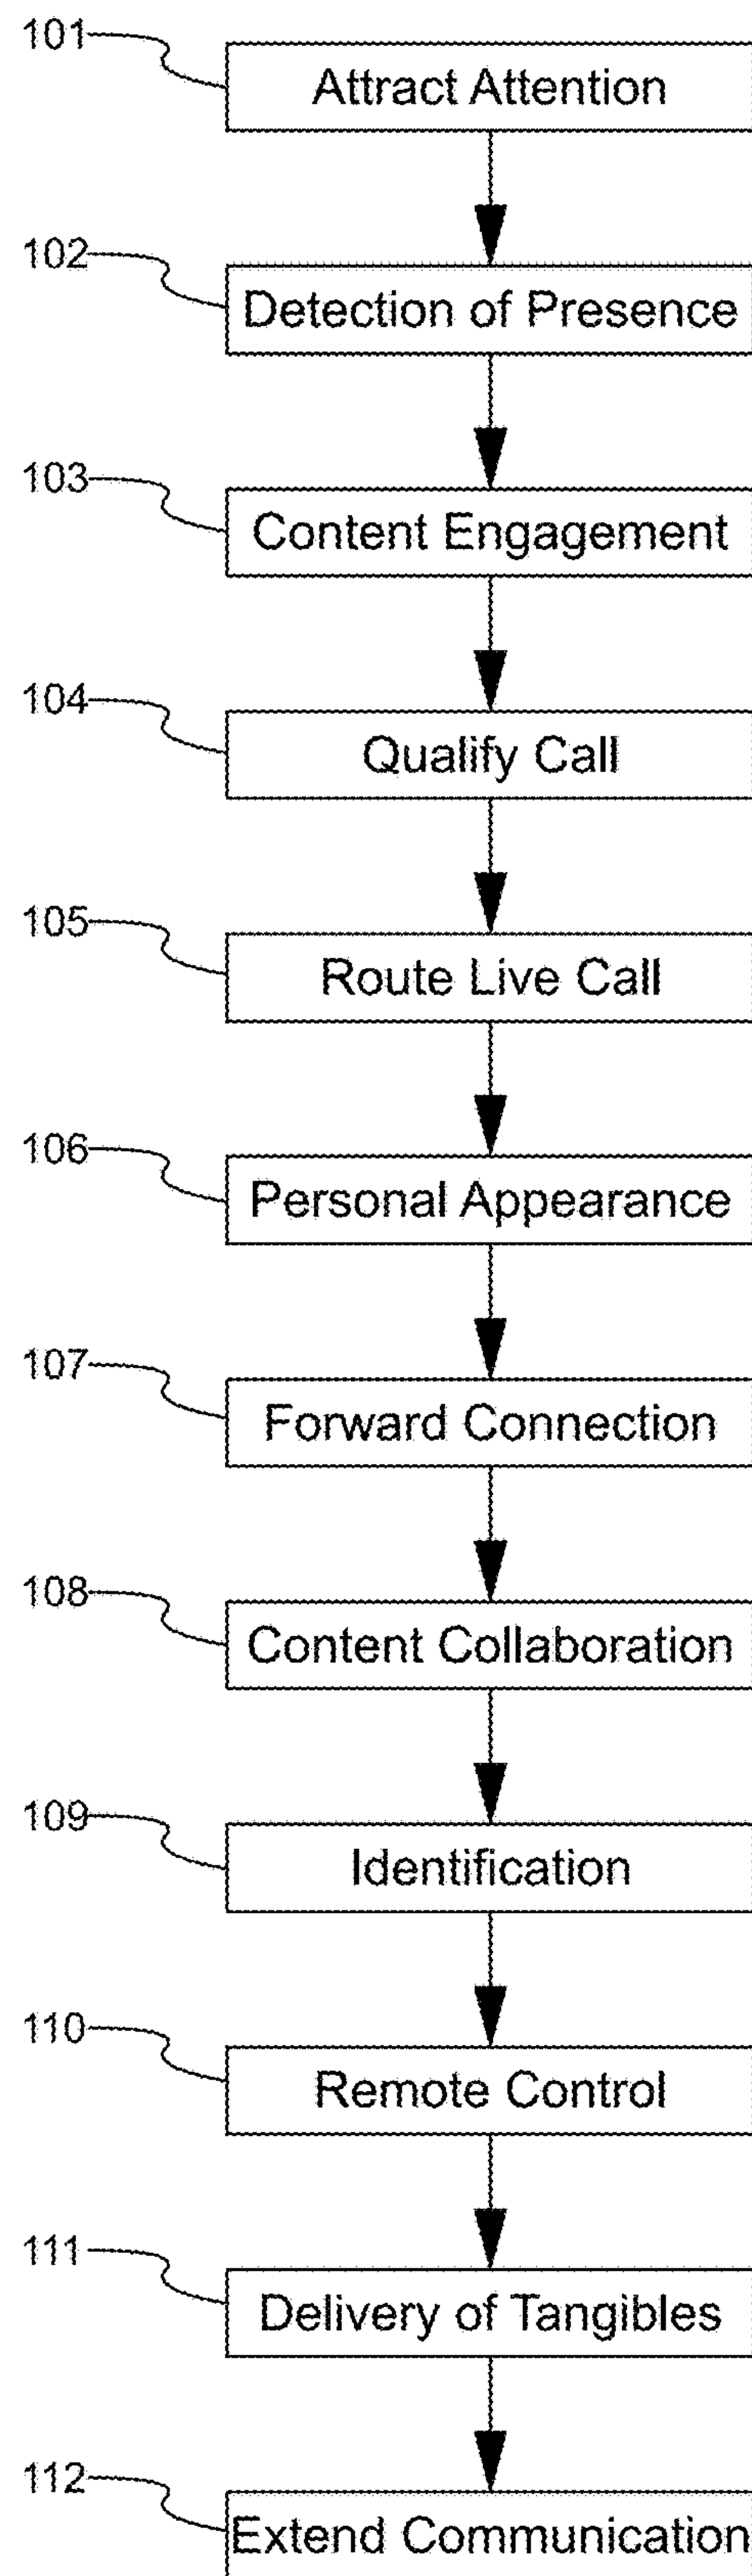 101
Attract Attention
102
Detection of Presence
103
Content Engagement
104
Qualify Call
105
Route Live Call
106
Personal Appearance
107
Forward Connection
108
Content Collaboration
109
Identification
110
Remote Control
111
Delivery of Tangibles
112
Extend Communication